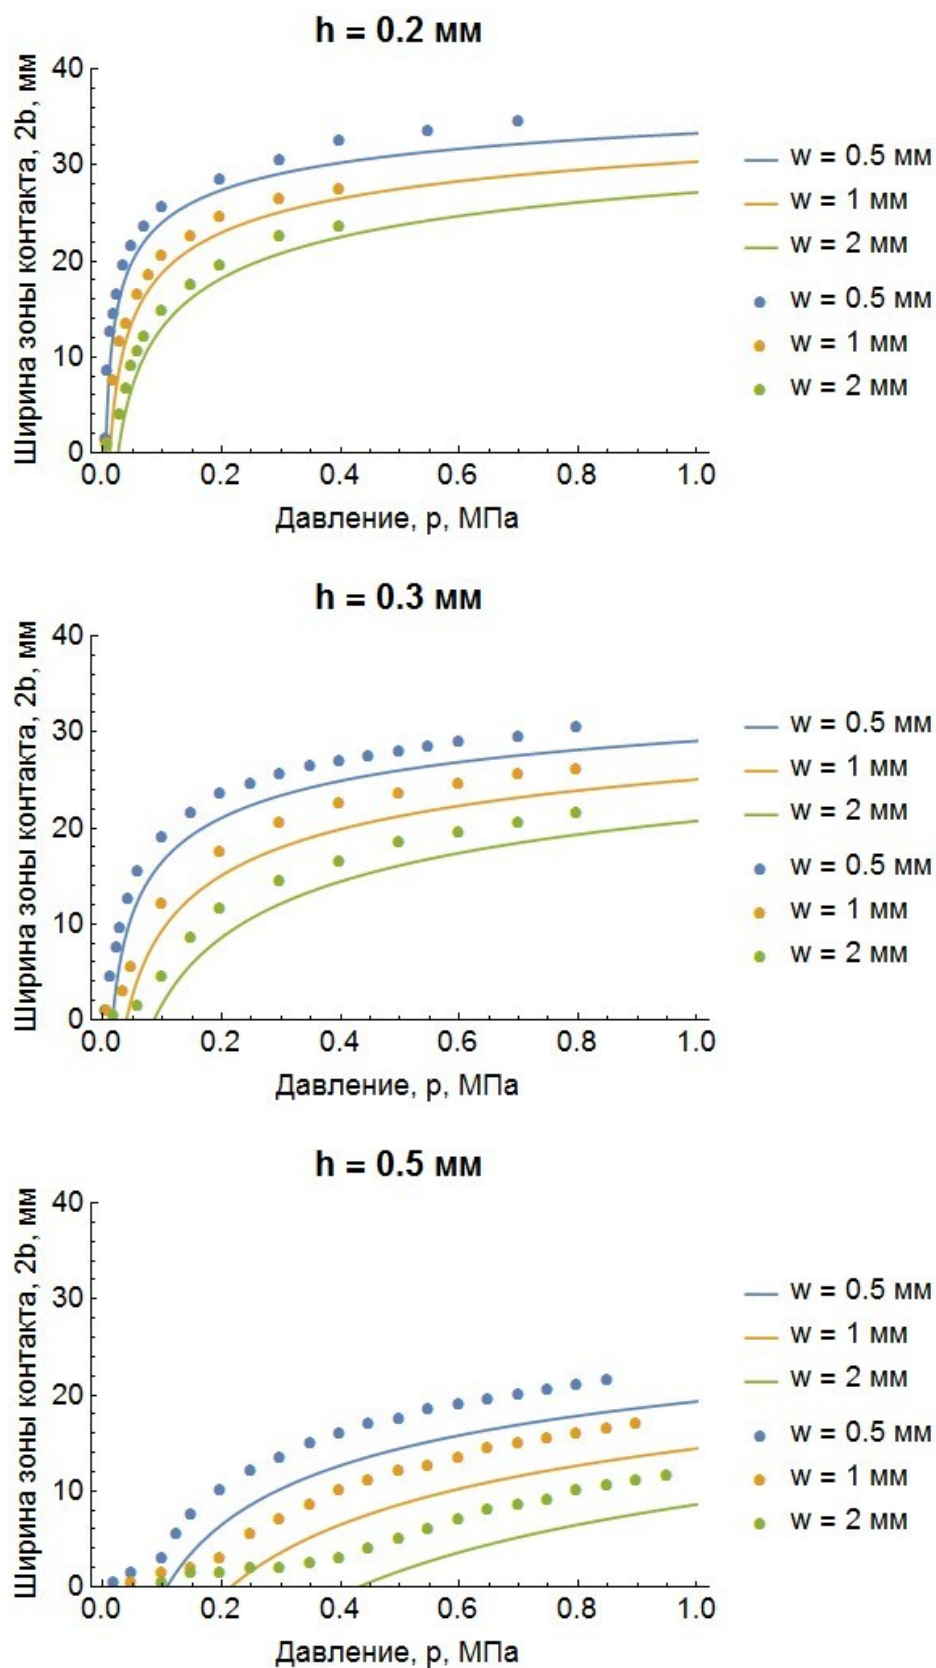 h = 0.2 мм
Ширина зоны контакта, 2b, мм
40
30
20
10
0
0.0 0.2 0.4 0.6 0.8 1.0
Давление, p, МПа
w = 0.5 мм
w = 1 мм
w = 2 мм
w = 0.5 мм
w = 1 мм
w = 2 мм
h = 0.3 мм
Ширина зоны контакта, 2b, мм
40
30
20
10
0
0.0 0.2 0.4 0.6 0.8 1.0
Давление, p, МПа
w = 0.5 мм
w = 1 мм
w = 2 мм
w = 0.5 мм
w = 1 мм
w = 2 мм
h = 0.5 мм
Ширина зоны контакта, 2b, мм
40
30
20
10
0
0.0 0.2 0.4 0.6 0.8 1.0
Давление, p, МПа
w = 0.5 мм
w = 1 мм
w = 2 мм
w = 0.5 мм
w = 1 мм
w = 2 мм